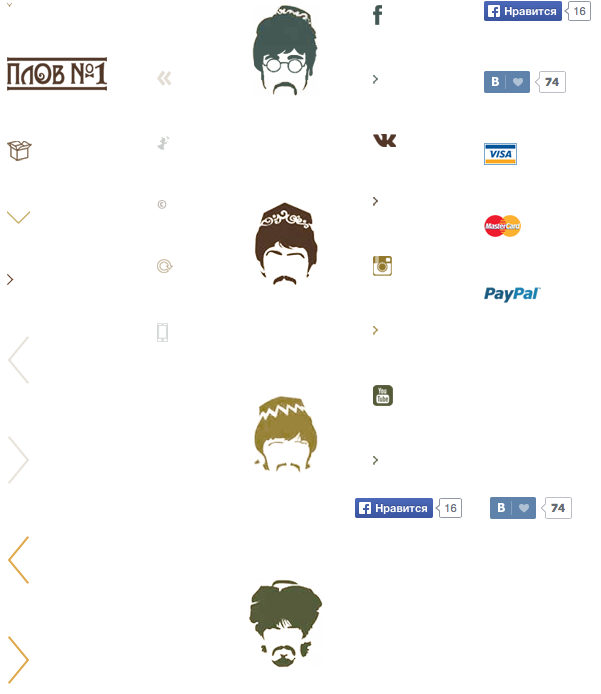 Нравится 16
ПЛОВ №1
B 74
VISA
MasterCard
PayPal
You
Tube
Нравится 16
B 74